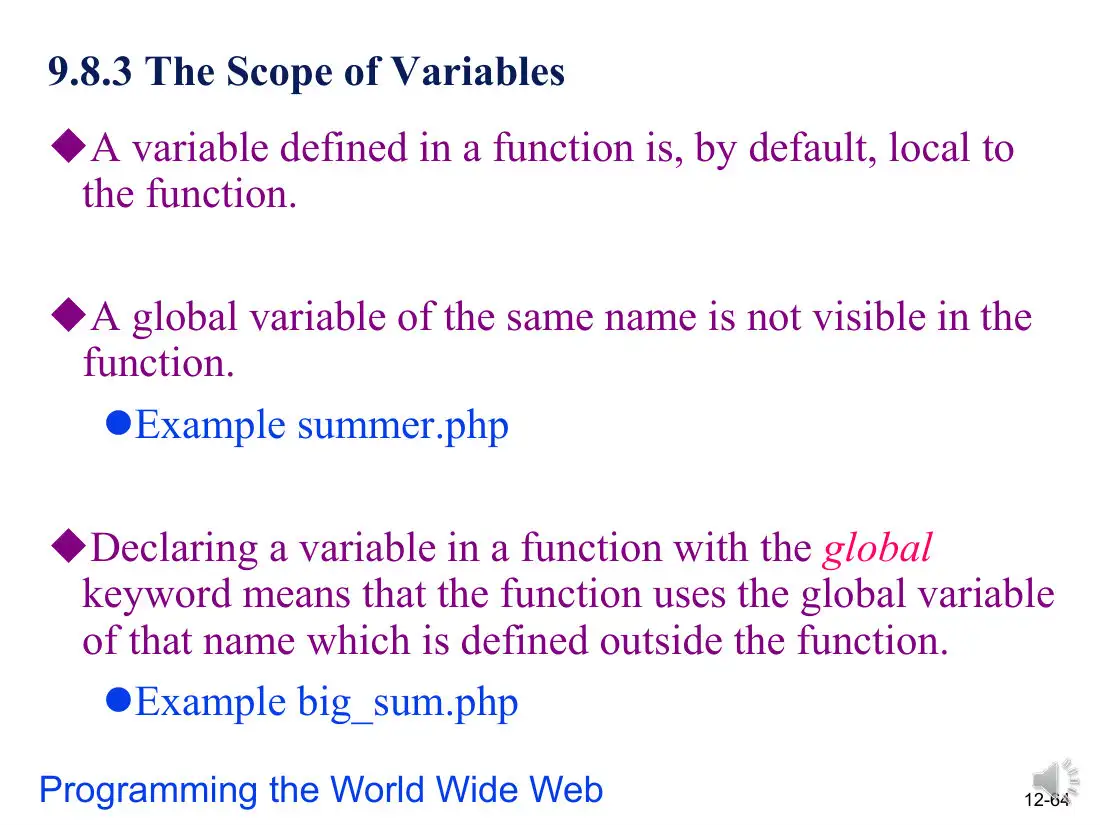 9.8.3 The Scope of Variables
◆A variable defined in a function is, by default, local to
the function.
◆A global variable of the same name is not visible in the
function.
●Example summer.php
◆Declaring a variable in a function with the global
keyword means that the function uses the global variable
of that name which is defined outside the function.
●Example big_sum.php
Programming the World Wide Web
12-64